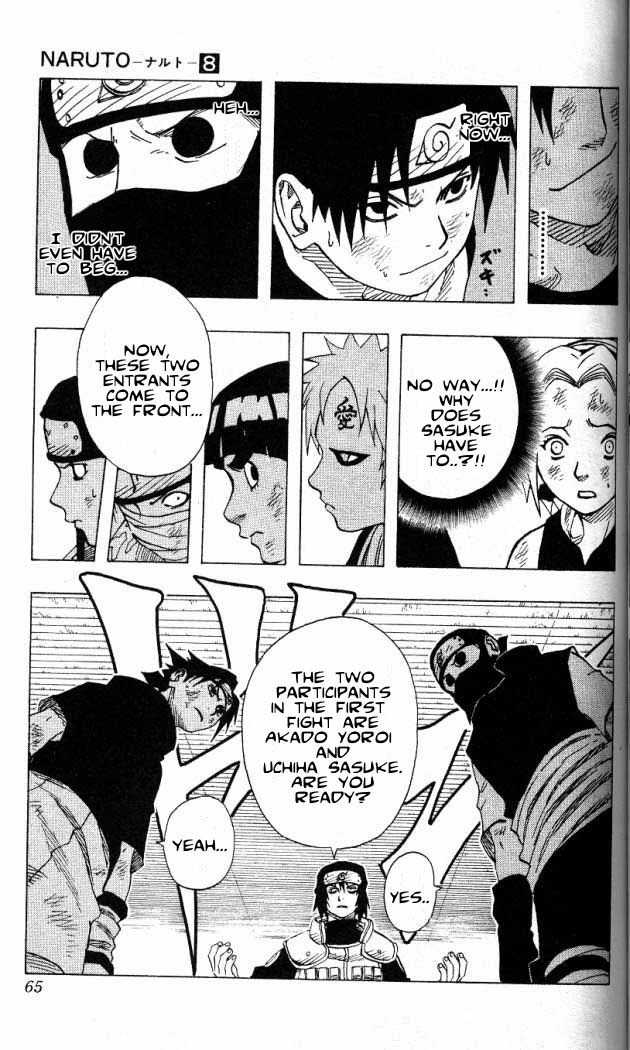 NARUTO—ナルト—8
RIGHT
NOW...
ズキ...
HEH...
I DIDN'T
EVEN HAVE
TO BEG...
NO WAY...!!
WHY
DOES
SASUKE
HAVE
TO..?!!
愛
NOW,
THESE TWO
ENTRANTS
COME TO
THE FRONT...
THE TWO
PARTICIPANTS
IN THE FIRST
FIGHT ARE
AKADO YOROI
AND
UCHIHA SASUKE.
ARE YOU
READY?
YES..
YEAH...
65